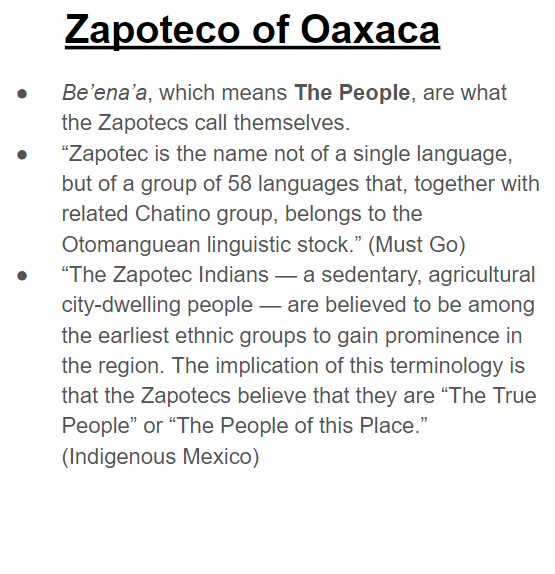 Zapoteco of Oaxaca
● Be’ena’a, which means The People, are what
the Zapotecs call themselves.
● “Zapotec is the name not of a single language,
but of a group of 58 languages that, together with
related Chatino group, belongs to the
Otomanguean linguistic stock.” (Must Go)
● “The Zapotec Indians — a sedentary, agricultural
city-dwelling people — are believed to be among
the earliest ethnic groups to gain prominence in
the region. The implication of this terminology is
that the Zapotecs believe that they are “The True
People” or “The People of this Place.”
(Indigenous Mexico)